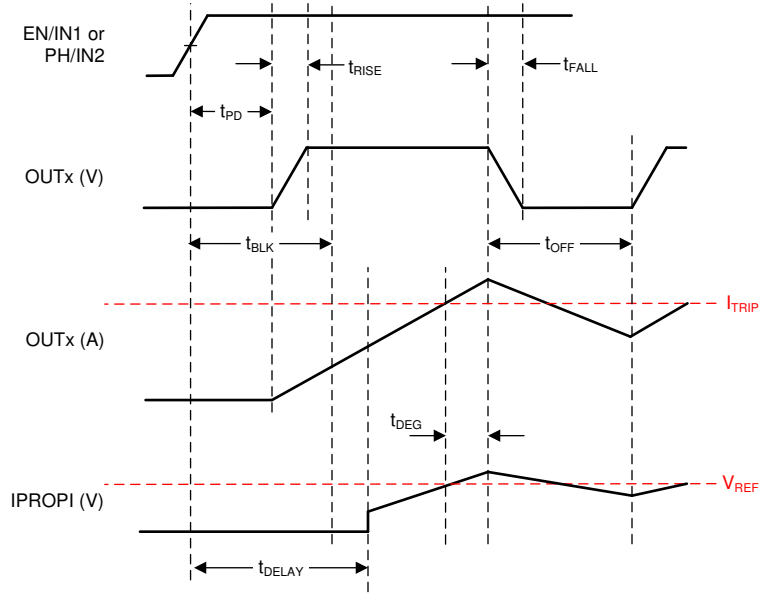 EN/IN1 or
PH/IN2
tRISE
tFALL
tPD
OUTx (V)
tBLK
tOFF
ITRIP
OUTx (A)
tDEG
VREF
IPROPI (V)
tDELAY